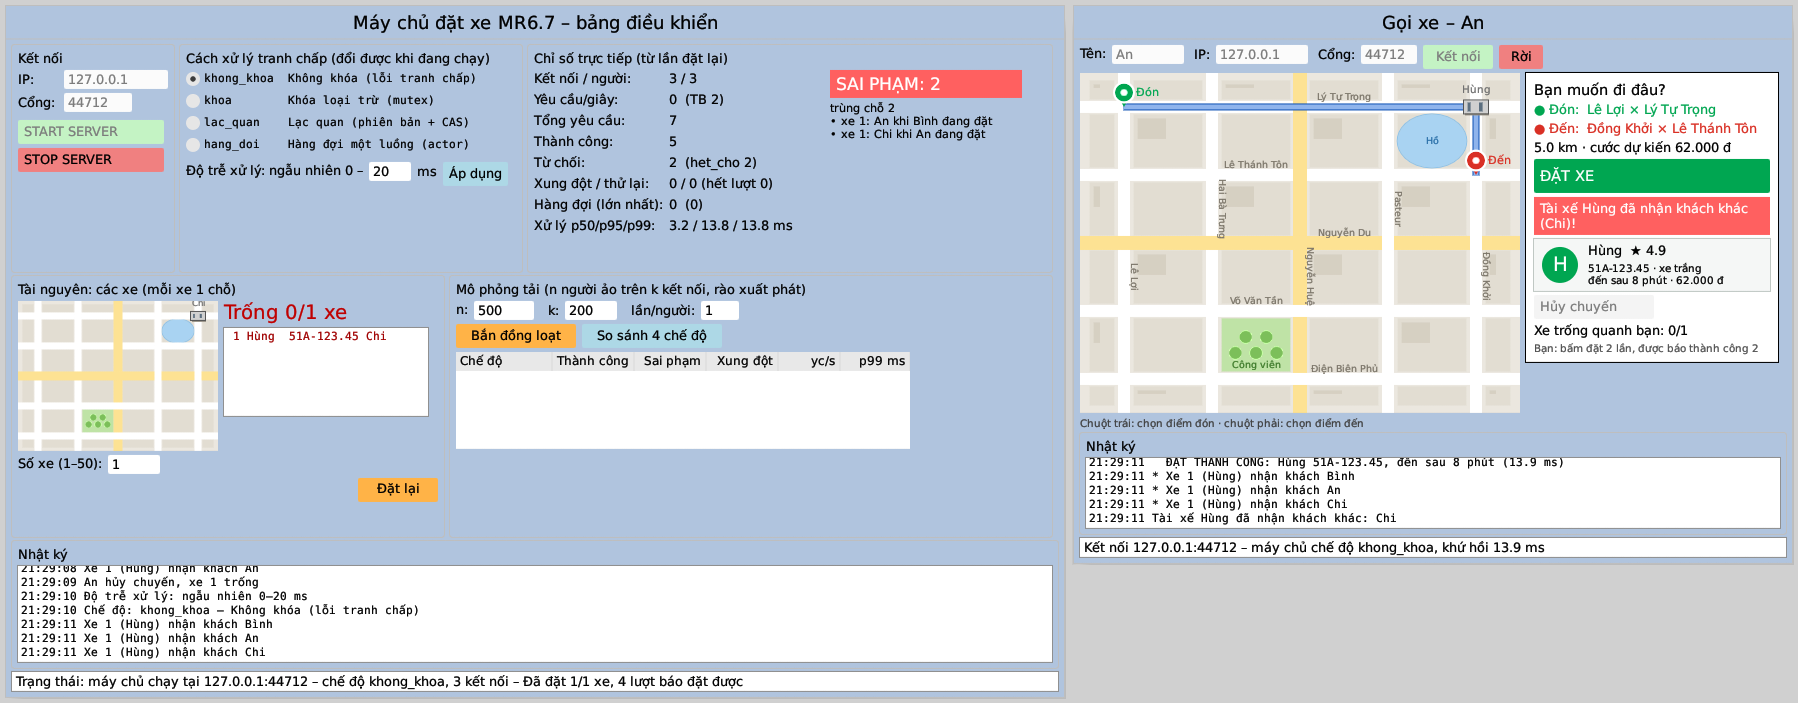 Máy chủ đặt xe MR6.7 – bảng điều khiển
Kết nối
IP: 127.0.0.1
Cổng: 44712
START SERVER
STOP SERVER
Cách xử lý tranh chấp (đổi được khi đang chạy)
khong_khoa Không khóa (lỗi tranh chấp)
khoa Khóa loại trừ (mutex)
lac_quan Lạc quan (phiên bản + CAS)
hang_doi Hàng đợi một luồng (actor)
Độ trễ xử lý: ngẫu nhiên 0 – 20 ms Áp dụng
Chỉ số trực tiếp (từ lần đặt lại)
Kết nối / người: 3 / 3
Yêu cầu/giây: 0 (TB 2)
Tổng yêu cầu: 7
Thành công: 5
Từ chối: 2 (het_cho 2)
Xung đột / thử lại: 0 / 0 (hết lượt 0)
Hàng đợi (lớn nhất): 0 (0)
Xử lý p50/p95/p99: 3.2 / 13.8 / 13.8 ms
SAI PHẠM: 2
trùng chỗ 2
• xe 1: An khi Bình đang đặt
• xe 1: Chi khi An đang đặt
Tài nguyên: các xe (mỗi xe 1 chỗ)
Chi
Trống 0/1 xe
1 Hùng 51A-123.45 Chi
Số xe (1–50): 1
Đặt lại
Mô phỏng tải (n người ảo trên k kết nối, rào xuất phát)
n: 500 k: 200 lần/người: 1
Bắn đồng loạt So sánh 4 chế độ
Chế độ Thành công Sai phạm Xung đột yc/s p99 ms
Nhật ký
21:29:08 Xe 1 (Hùng) nhận khách An
21:29:09 An hủy chuyến, xe 1 trống
21:29:10 Độ trễ xử lý: ngẫu nhiên 0–20 ms
21:29:10 Chế độ: khong_khoa – Không khóa (lỗi tranh chấp)
21:29:11 Xe 1 (Hùng) nhận khách Bình
21:29:11 Xe 1 (Hùng) nhận khách An
21:29:11 Xe 1 (Hùng) nhận khách Chi
Trạng thái: máy chủ chạy tại 127.0.0.1:44712 – chế độ khong_khoa, 3 kết nối – Đã đặt 1/1 xe, 4 lượt báo đặt được
Gọi xe – An
Tên: An IP: 127.0.0.1 Cổng: 44712 Kết nối Rời
Đón
Lý Tự Trọng
Hùng
Hồ
Đến
Lê Thánh Tôn
Hai Bà Trưng
Pasteur
Nguyễn Du
Lê Lợi
Nguyễn Huệ
Đồng Khởi
Võ Văn Tần
Công viên
Điện Biên Phủ
Chuột trái: chọn điểm đón · chuột phải: chọn điểm đến
Bạn muốn đi đâu?
Đón: Lê Lợi × Lý Tự Trọng
Đến: Đồng Khởi × Lê Thánh Tôn
5.0 km · cước dự kiến 62.000 đ
ĐẶT XE
Tài xế Hùng đã nhận khách khác
(Chi)!
H
Hùng ★ 4.9
51A-123.45 · xe trắng
đến sau 8 phút · 62.000 đ
Hủy chuyến
Xe trống quanh bạn: 0/1
Bạn: bấm đặt 2 lần, được báo thành công 2
Nhật ký
21:29:11 ĐẶT THÀNH CÔNG: Hùng 51A-123.45, đến sau 8 phút (13.9 ms)
21:29:11 * Xe 1 (Hùng) nhận khách Bình
21:29:11 * Xe 1 (Hùng) nhận khách An
21:29:11 * Xe 1 (Hùng) nhận khách Chi
21:29:11 Tài xế Hùng đã nhận khách khác: Chi
Kết nối 127.0.0.1:44712 – máy chủ chế độ khong_khoa, khứ hồi 13.9 ms